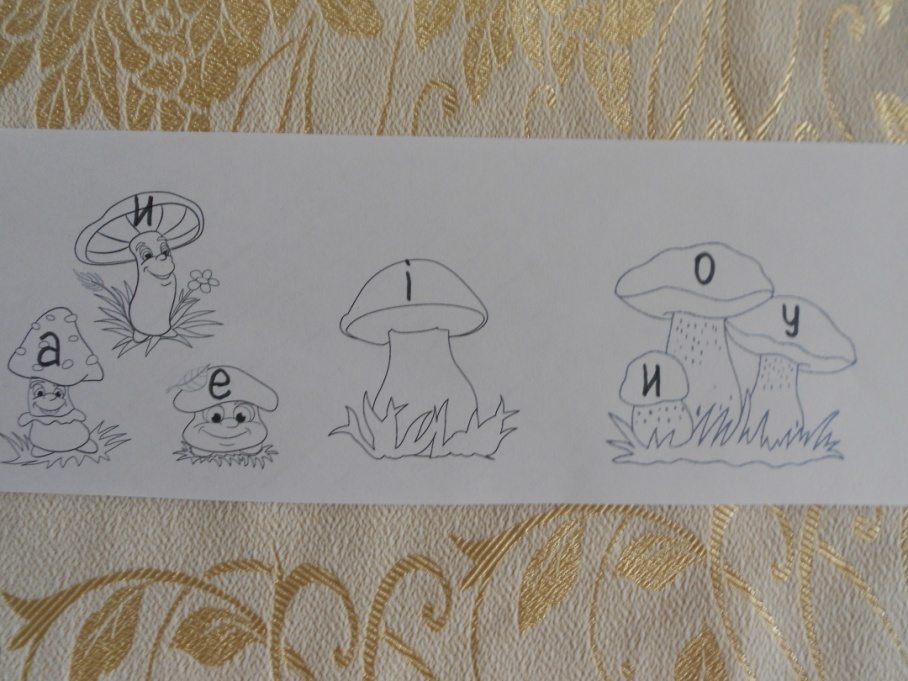 и
а
е
і
о
у
и